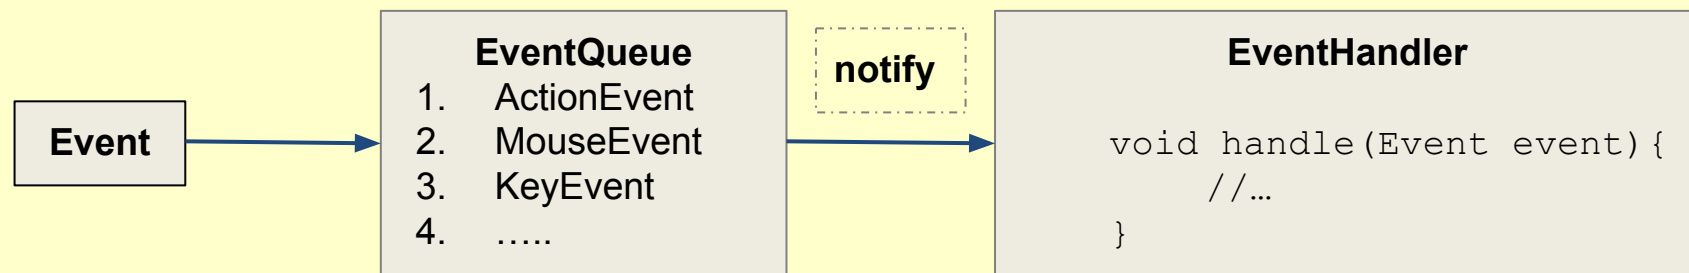 Event
EventQueue
1. ActionEvent
2. MouseEvent
3. KeyEvent
4. …..
notify
EventHandler
void handle(Event event){
//…
}